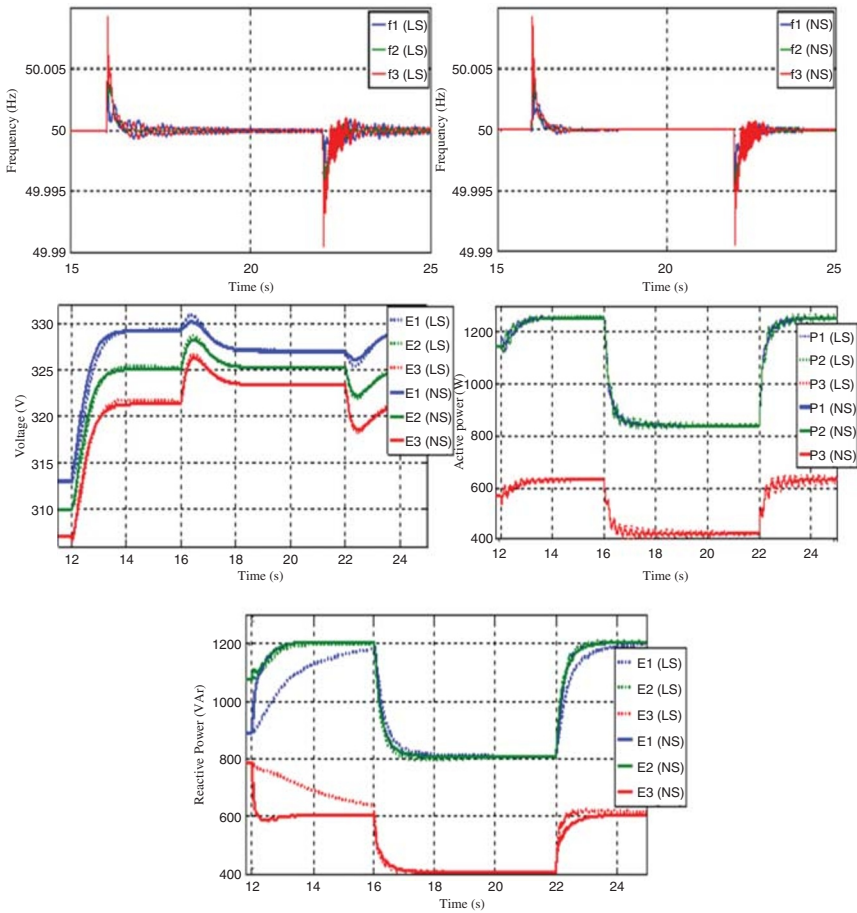 f1 (LS)
f2 (LS)
f3 (LS)
50.005
50
49.995
49.99
Frequency (Hz)
15
20
25
Time (s)
f1 (NS)
f2 (NS)
f3 (NS)
50.005
50
49.995
49.99
Frequency (Hz)
15
20
25
Time (s)
E1 (LS)
E2 (LS)
E3 (LS)
E1 (NS)
E2 (NS)
E3 (NS)
330
325
320
315
310
Voltage (V)
12
14
16
18
20
22
24
Time (s)
P1 (LS)
P2 (LS)
P3 (LS)
P1 (NS)
P2 (NS)
P3 (NS)
1200
1000
800
600
400
Active power (W)
12
14
16
18
20
22
24
Time (s)
E1 (LS)
E2 (LS)
E3 (LS)
E1 (NS)
E2 (NS)
E3 (NS)
1200
1000
800
600
400
Reactive Power (VAr)
12
14
16
18
20
22
24
Time (s)